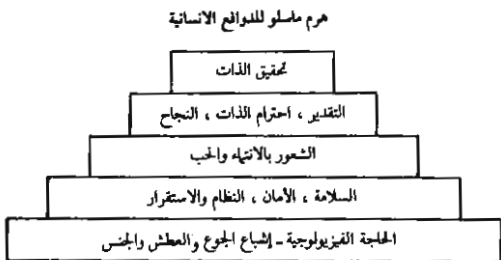 هرم ماسلو للدوافع الانسانية
تحقيق الذات
التقدير ، احترام الذات ، النجاح
الشعور بالانتماء والحب
السلامة ، الأمان ، النظام والاستقرار
الحاجة الفيزيولوجية - إشباع الجوع والعطش والجنس